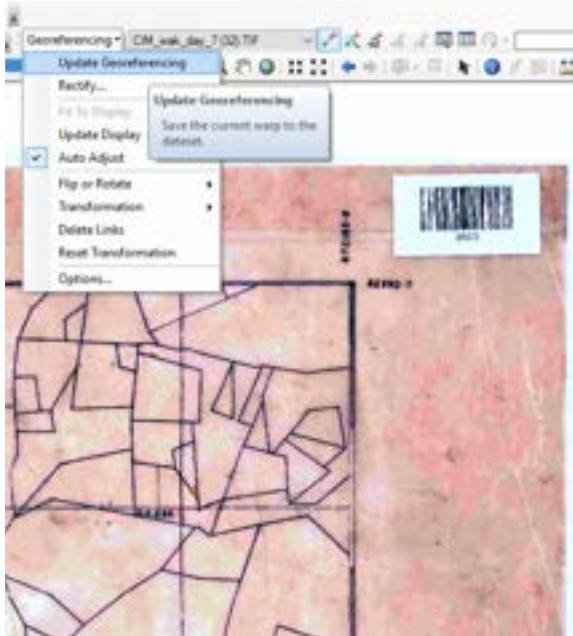 Georeferencing
Update Georeferencing
Rectify...
Fit To Display
Update Display
Auto Adjust
Flip or Rotate
Transformation
Delete Links
Reset Transformation
Options...
Update Georeferencing
Save the current warp to the
dataset.